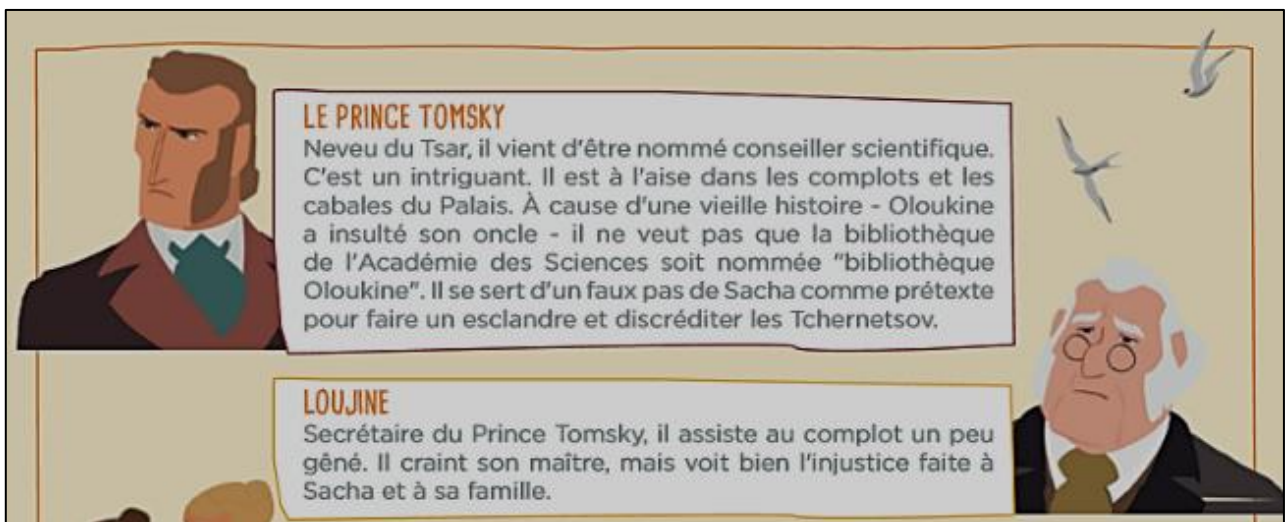 LE PRINCE TOMSKY
Neveu du Tsar, il vient d'être nommé conseiller scientifique.
C'est un intriguant. Il est à l'aise dans les complots et les
cabales du Palais. À cause d'une vieille histoire - Oloukine
a insulté son oncle - il ne veut pas que la bibliothèque
de l'Académie des Sciences soit nommée "bibliothèque
Oloukine". Il se sert d'un faux pas de Sacha comme prétexte
pour faire un esclandre et discréditer les Tchernetsov.
LOUJINE
Secrétaire du Prince Tomsky, il assiste au complot un peu
gêné. Il craint son maître, mais voit bien l'injustice faite à
Sacha et à sa famille.